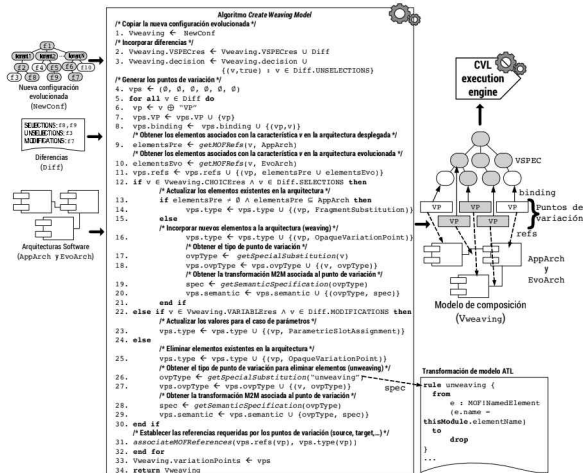 Algoritmo Create Weaving Model
/* Copiar la nueva configuración evolucionada */
1. Vweaving ← NewConf
/* Incorporar diferencias */
2. Vweaving.VSPECres ← Vweaving.VSPECres ∪ Diff
3. Vweaving.decision ← Vweaving.decision ∪
{(v,true) : v ∈ Diff.UNSELECTIONS}
/* Generar los puntos de variación */
4. vps ← (∅, ∅, ∅, ∅, ∅, ∅)
5. for all v ∈ Diff do
6. vp ← v ⊕ "VP"
7. vps.VP ← vps.VP ∪ {vp}
8. vps.binding ← vps.binding ∪ {(vp,v)}
/* Obtener los elementos asociados con la característica v en la arquitectura desplegada */
9. elementsPre ← getMOFRefs(v, AppArch)
/* Obtener los elementos asociados con la característica v en la arquitectura evolucionada */
10. elementsEvo ← getMOFRefs(v, EvoArch)
11. vps.refs ← vps.refs ∪ {(vp, elementsPre ∪ elementsEvo)}
12. if v ∈ Vweaving.CHOICEres ∧ v ∈ Diff.SELECTIONS then
/* Actualizar los elementos existentes en la arquitectura */
13. if elementsPre ≠ ∅ ∧ elementsPre ⊆ AppArch then
14. vps.type ← vps.type ∪ {(vp, FragmentSubstitution)}
15. else
/* Incorporar nuevos elementos a la arquitectura (weaving) */
16. vps.type ← vps.type ∪ {(vp, OpaqueVariationPoint)}
/* Obtener el tipo de punto de variación */
17. ovpType ← getSpecialSubstitution(v)
18. vps.ovpType ← vps.ovpType ∪ {(v, ovpType)}
/* Obtener la transformación M2M asociada al punto de variación */
19. spec ← getSemanticSpecification(ovpType)
20. vps.semantic ← vps.semantic ∪ {(ovpType, spec)}
21. end if
22. else if v ∈ Vweaving.VARIABLEres ∧ v ∈ Diff.MODIFICATIONS then
/* Actualizar los valores para el caso de parámetros */
23. vps.type ← vps.type ∪ {(vp, ParametricSlotAssignment)}
24. else
/* Eliminar elementos existentes en la arquitectura */
25. vps.type ← vps.type ∪ {(vp, OpaqueVariationPoint)}
/* Obtener el tipo de punto de variación para eliminar elementos (unweaving) */
26. ovpType ← getSpecialSubstitution("unweaving")
27. vps.ovpType ← vps.ovpType ∪ {(v, ovpType)}
/* Obtener la transformación M2M asociada al punto de variación */
28. spec ← getSemanticSpecification(ovpType)
29. vps.semantic ← vps.semantic ∪ {ovpType, spec)}
30. end if
/* Establecer las referencias requeridas por los puntos de variación (source, target,...) */
31. associateMOFReferences(vps.refs(vp), vps.type(vp))
32. end for
33. Vweaving.variationPoints ← vps
34. return Vweaving
f1
f2 f4 f5 f6 f10
f3 f8 f9 f7
Nueva configuración
evolucionada
(NewConf)
SELECTIONS: f8, f9
UNSELECTIONS: f3
MODIFICATIONS: f7
Diferencias
(Diff)
Arquitecturas Software
(AppArch y EvoArch)
CVL
execution
engine
VSPEC
binding
VP VP VP
VP VP
Puntos de
variación
refs
AppArch
y
EvoArch
Modelo de composición
(Vweaving)
spec
Transformación de modelo ATL
rule unweaving {
from
e : MOF!NamedElement
(e.name =
thisModule.elementName)
to
drop
}
...